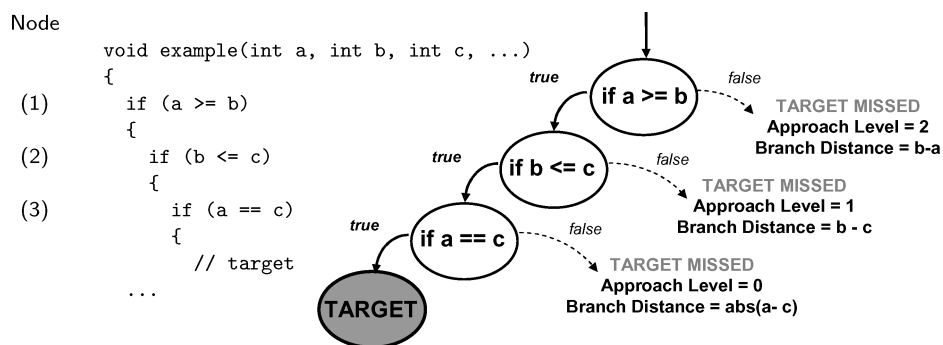 Node
void example(int a, int b, int c, ...)
{
(1) if (a >= b)
{
(2) if (b <= c)
{
(3) if (a == c)
{
// target
...
if a >= b
true
false
TARGET MISSED
Approach Level = 2
Branch Distance = b-a
if b <= c
true
false
TARGET MISSED
Approach Level = 1
Branch Distance = b - c
if a == c
true
false
TARGET MISSED
Approach Level = 0
Branch Distance = abs(a- c)
TARGET